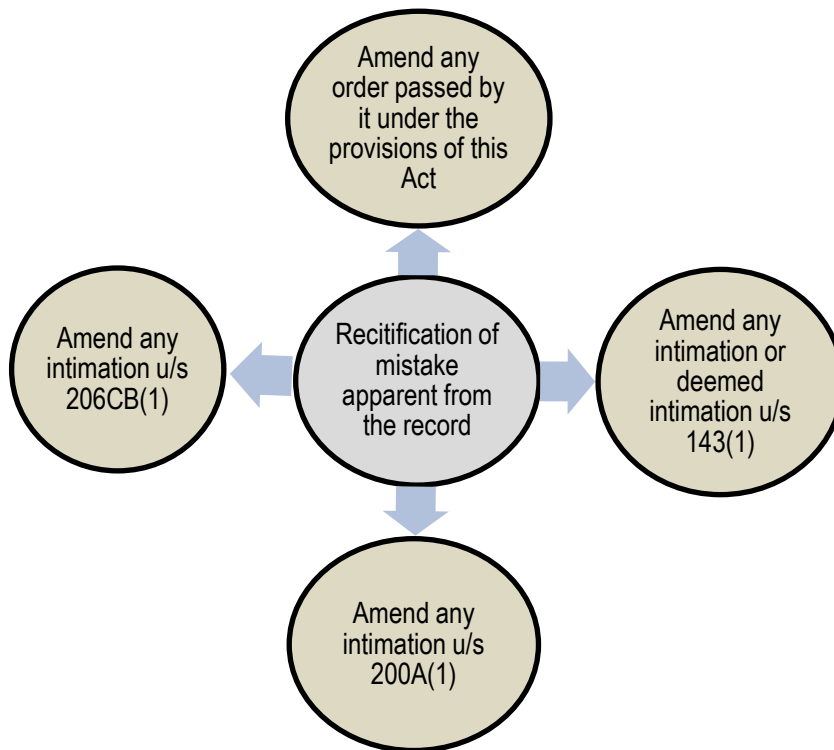 Amend any
order passed by
it under the
provisions of this
Act
Amend any
intimation u/s
206CB(1)
Recitification of
mistake
apparent from
the record
Amend any
intimation or
deemed
intimation u/s
143(1)
Amend any
intimation u/s
200A(1)